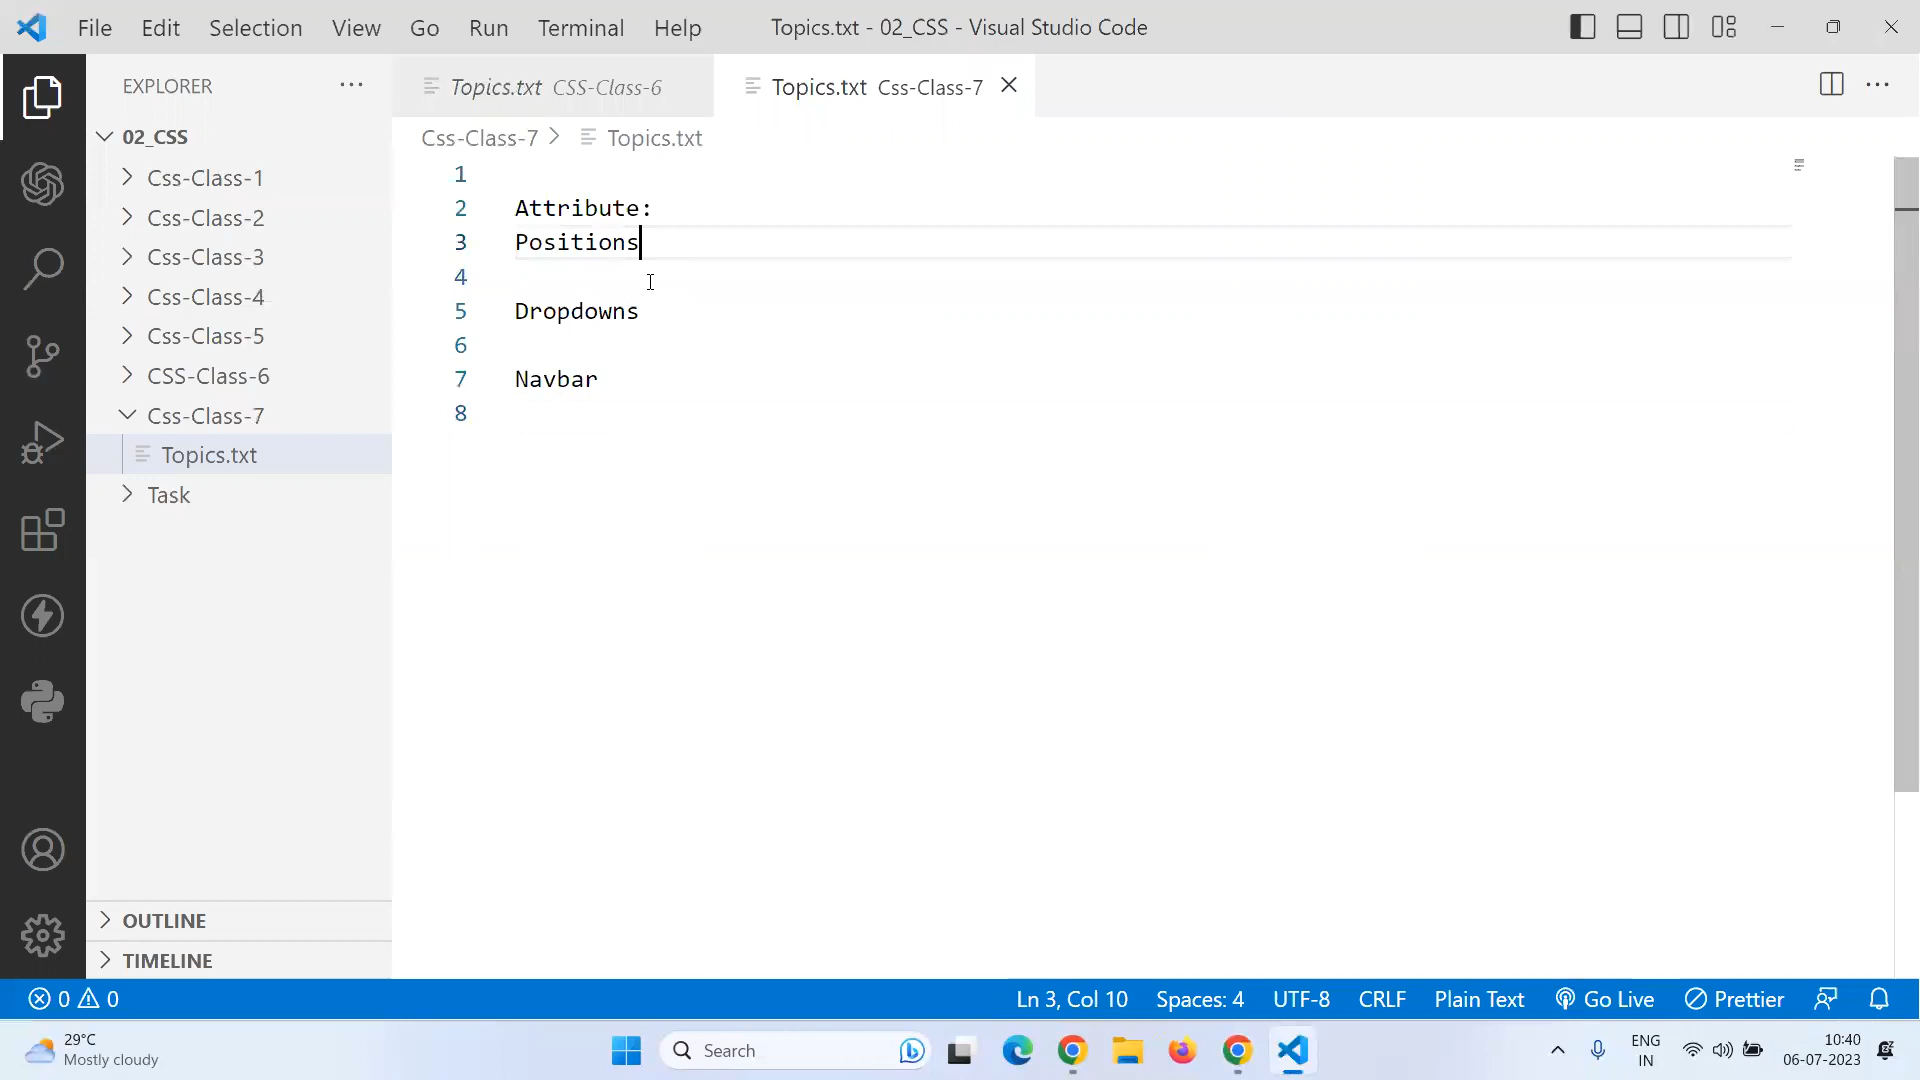 File Edit Selection View Go Run Terminal Help Topics.txt - 02_CSS - Visual Studio Code
EXPLORER
Topics.txt CSS-Class-6 Topics.txt Css-Class-7
02_CSS
Css-Class-7 Topics.txt
Css-Class-1
Css-Class-2
Css-Class-3
Css-Class-4
Css-Class-5
CSS-Class-6
Css-Class-7
Topics.txt
Task
1
2 Attribute:
3 Positions
4
5 Dropdowns
6
7 Navbar
8
OUTLINE
TIMELINE
0 0 Ln 3, Col 10 Spaces: 4 UTF-8 CRLF Plain Text Go Live Prettier
29°C
Mostly cloudy
Search
ENG
IN
10:40
06-07-2023